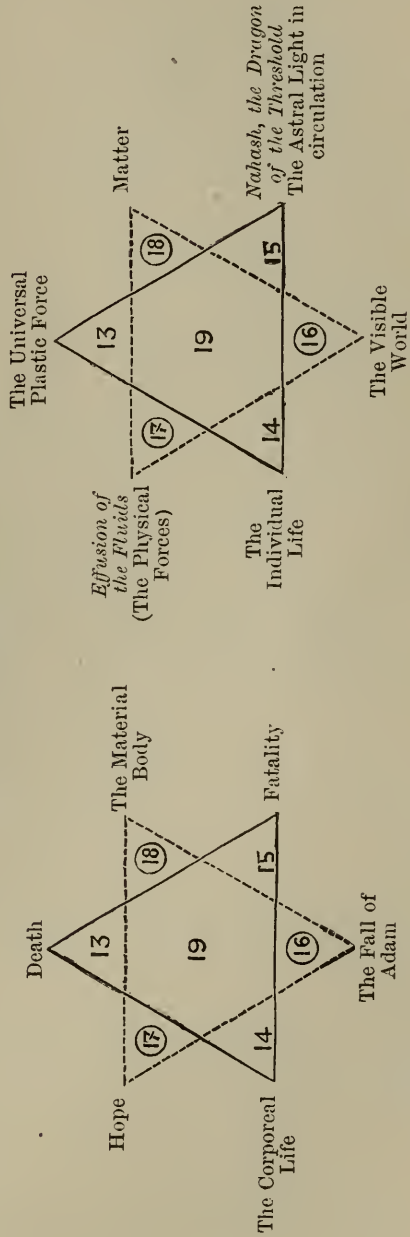 Death
Hope
The Material
Body
17
13
18
19
14
16
15
The Corporeal
Life
Fatality
The Fall of
Adam
The Universal
Plastic Force
Effusion of
the Fluids
(The Physical
Forces)
Matter
17
13
18
19
14
16
15
The
Individual
Life
Nahash, the Dragon
of the Threshold
The Astral Light in
circulation
The Visible
World